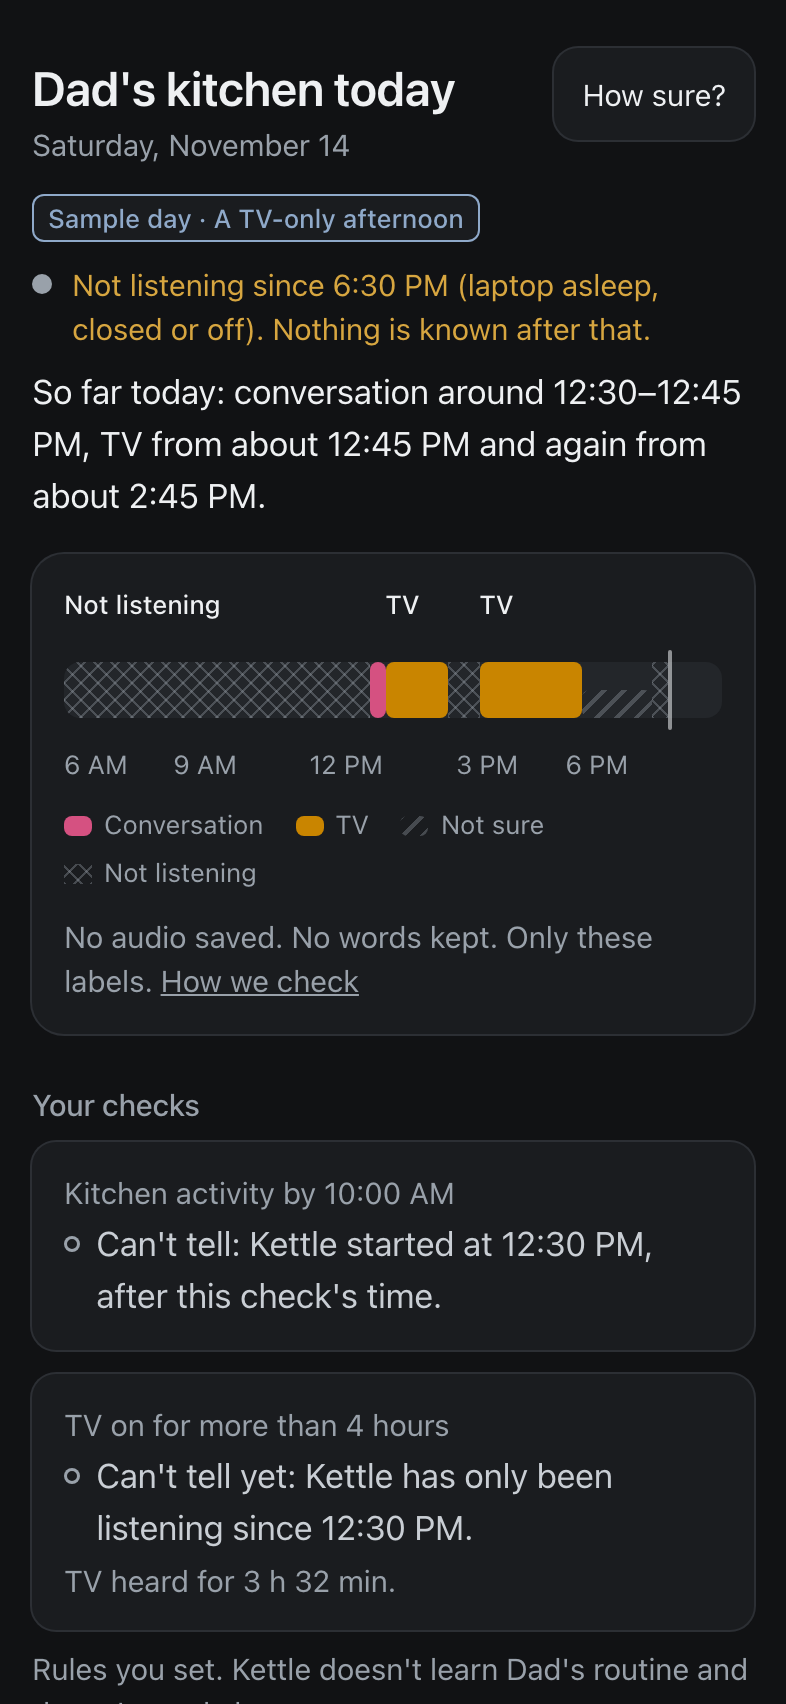 Dad's kitchen today
How sure?
Saturday, November 14
Sample day · A TV-only afternoon
Not listening since 6:30 PM (laptop asleep,
closed or off). Nothing is known after that.
So far today: conversation around 12:30–12:45
PM, TV from about 12:45 PM and again from
about 2:45 PM.
Not listening TV TV
6 AM 9 AM 12 PM 3 PM 6 PM
Conversation TV Not sure
Not listening
No audio saved. No words kept. Only these
labels. How we check
Your checks
Kitchen activity by 10:00 AM
Can't tell: Kettle started at 12:30 PM,
after this check's time.
TV on for more than 4 hours
Can't tell yet: Kettle has only been
listening since 12:30 PM.
TV heard for 3 h 32 min.
Rules you set. Kettle doesn't learn Dad's routine and